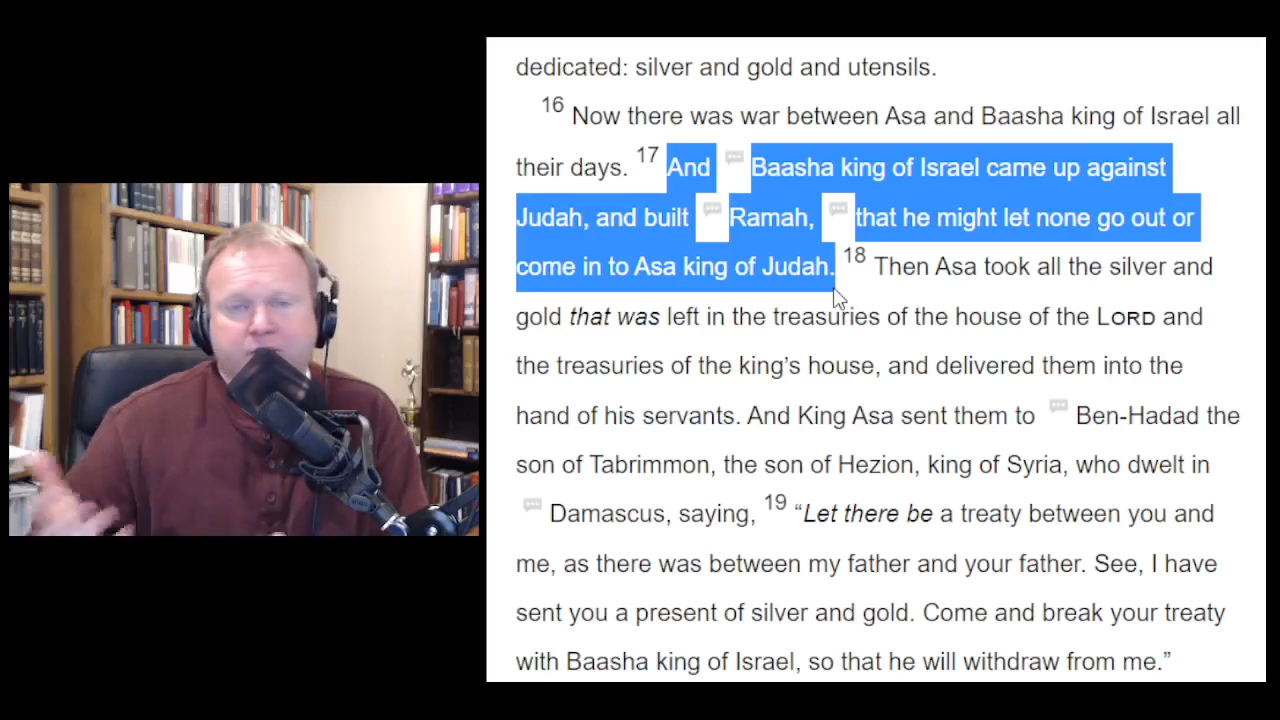 dedicated: silver and gold and utensils.
16 Now there was war between Asa and Baasha king of Israel all
their days. 17 And Baasha king of Israel came up against
Judah, and built Ramah, that he might let none go out or
come in to Asa king of Judah. 18 Then Asa took all the silver and
gold that was left in the treasuries of the house of the LORD and
the treasuries of the king’s house, and delivered them into the
hand of his servants. And King Asa sent them to Ben-Hadad the
son of Tabrimmon, the son of Hezion, king of Syria, who dwelt in
Damascus, saying, 19 “Let there be a treaty between you and
me, as there was between my father and your father. See, I have
sent you a present of silver and gold. Come and break your treaty
with Baasha king of Israel, so that he will withdraw from me.”